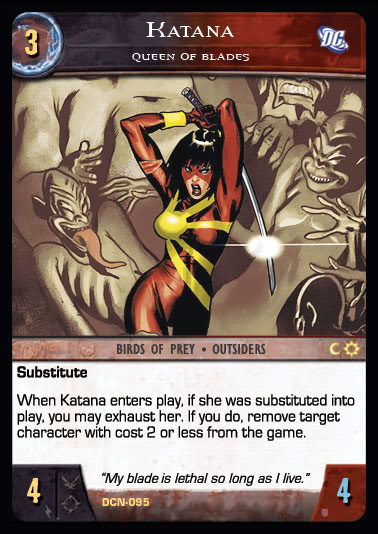 3
KATANA
QUEEN OF BLADES
DC
BIRDS OF PREY • OUTSIDERS
Substitute
When Katana enters play, if she was substituted into
play, you may exhaust her. If you do, remove target
character with cost 2 or less from the game.
"My blade is lethal so long as I live."
4
DCN-095
4